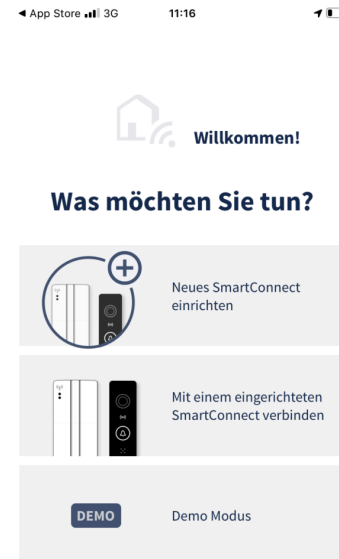 ◀ App Store 3G 11:16
Willkommen!
Was möchten Sie tun?
Neues SmartConnect
einrichten
Mit einem eingerichteten
SmartConnect verbinden
DEMO Demo Modus